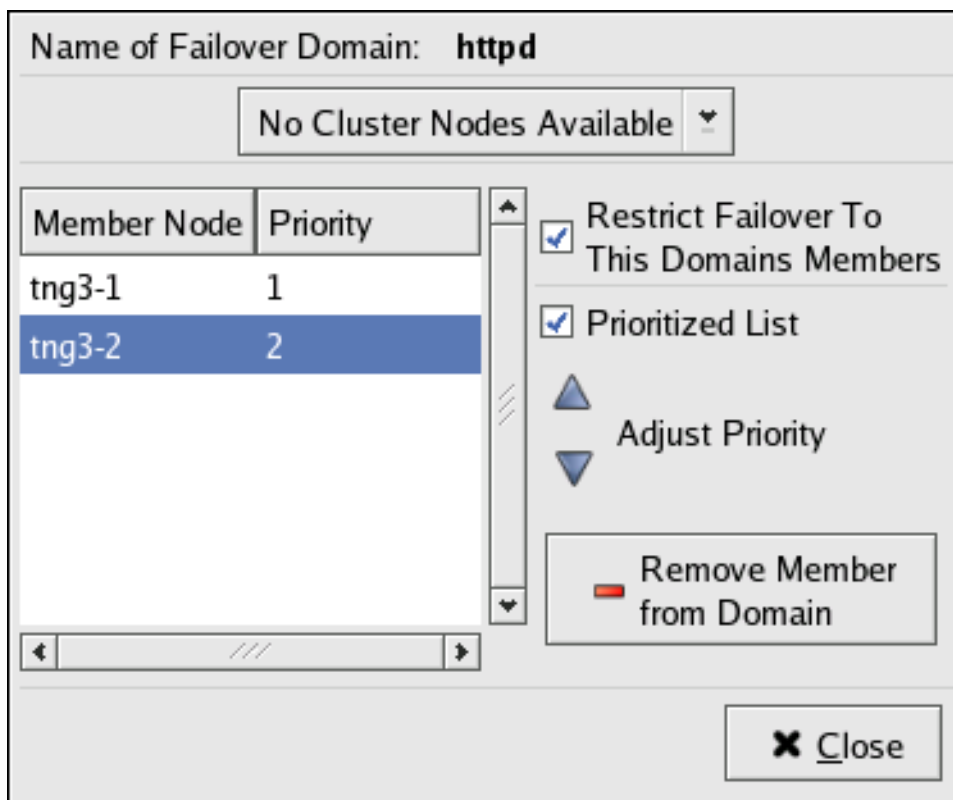 Name of Failover Domain: httpd
No Cluster Nodes Available
Member Node Priority
tng3-1 1
tng3-2 2
Restrict Failover To
This Domains Members
Prioritized List
Adjust Priority
Remove Member
from Domain
Close